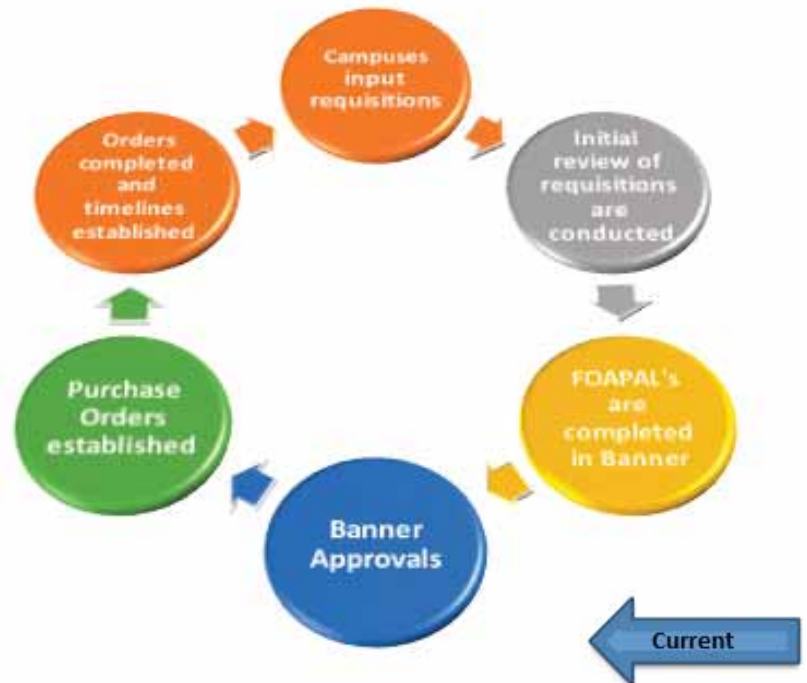 Campuses
input
requisitions
Initial
review of
requisitions
are
conducted
FOAPAL's
are
completed
in Banner
Banner
Approvals
Purchase
Orders
established
Orders
completed
and
timelines
established
Current